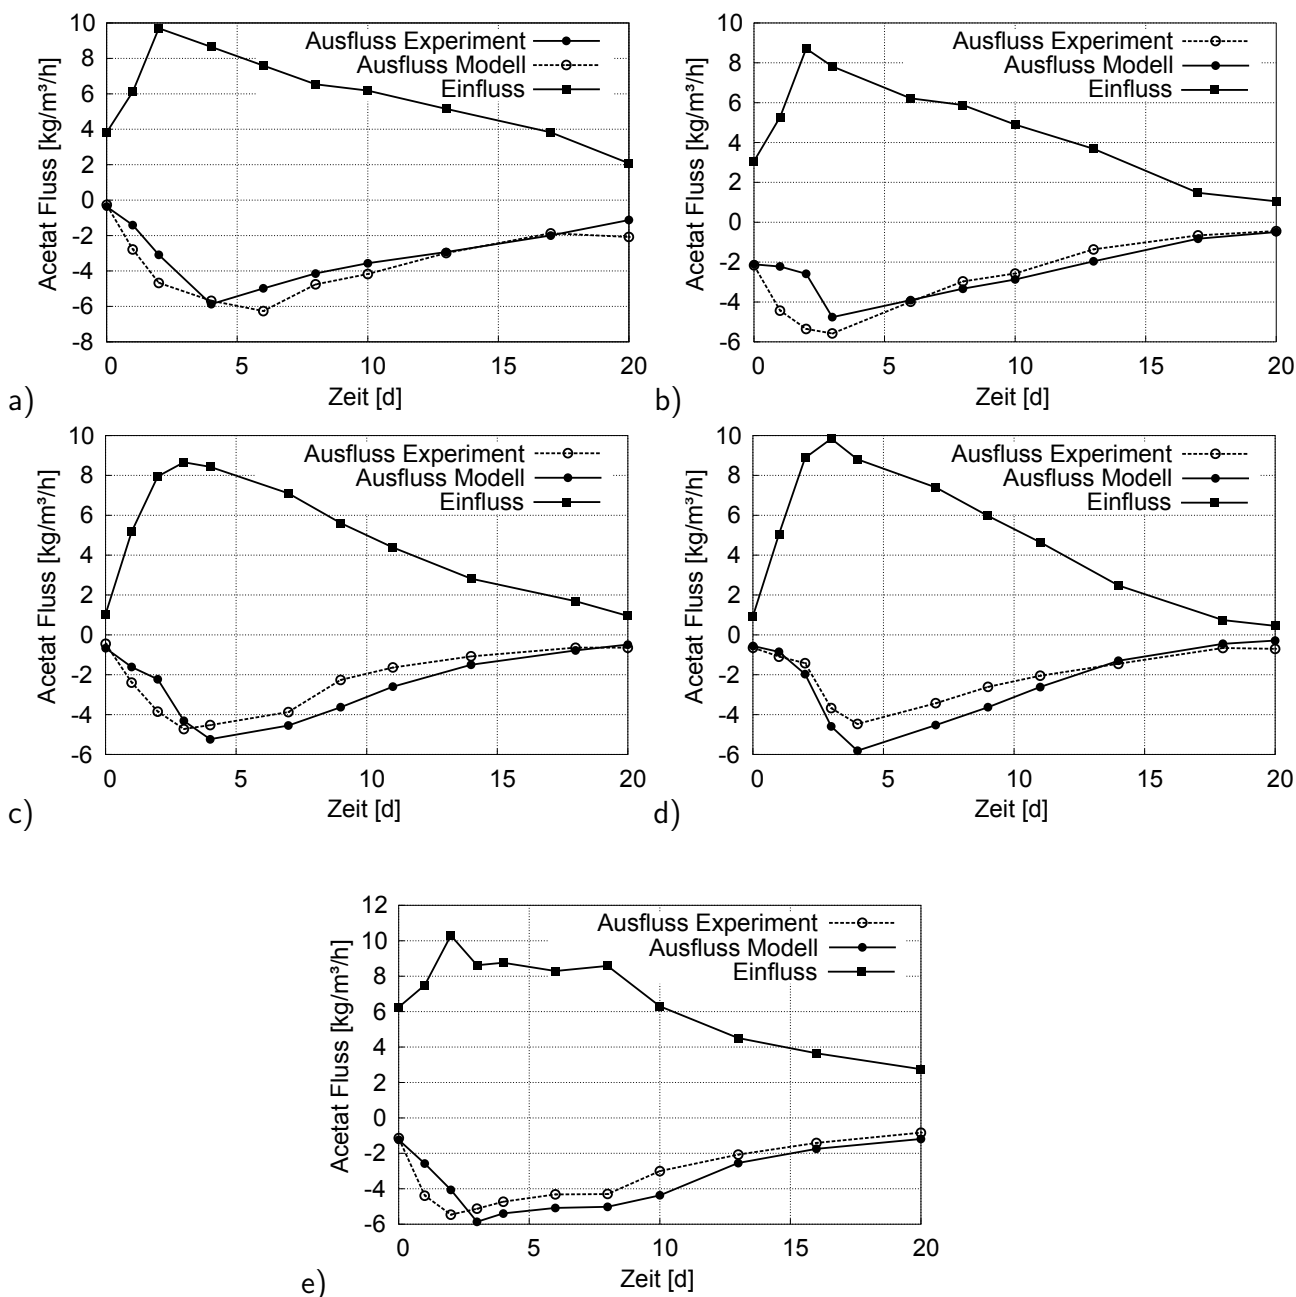 10
8
6
4
2
0
-2
-4
-6
-8
Acetat Fluss [kg/m³/h]
Ausfluss Experiment
Ausfluss Modell
Einfluss
0 5 10 15 20
Zeit [d]
a)
10
8
6
4
2
0
-2
-4
-6
Acetat Fluss [kg/m³/h]
Ausfluss Experiment
Ausfluss Modell
Einfluss
0 5 10 15 20
Zeit [d]
b)
10
8
6
4
2
0
-2
-4
-6
Acetat Fluss [kg/m³/h]
Ausfluss Experiment
Ausfluss Modell
Einfluss
0 5 10 15 20
Zeit [d]
c)
10
8
6
4
2
0
-2
-4
-6
Acetat Fluss [kg/m³/h]
Ausfluss Experiment
Ausfluss Modell
Einfluss
0 5 10 15 20
Zeit [d]
d)
12
10
8
6
4
2
0
-2
-4
-6
Acetat Fluss [kg/m³/h]
Ausfluss Experiment
Ausfluss Modell
Einfluss
0 5 10 15 20
Zeit [d]
e)